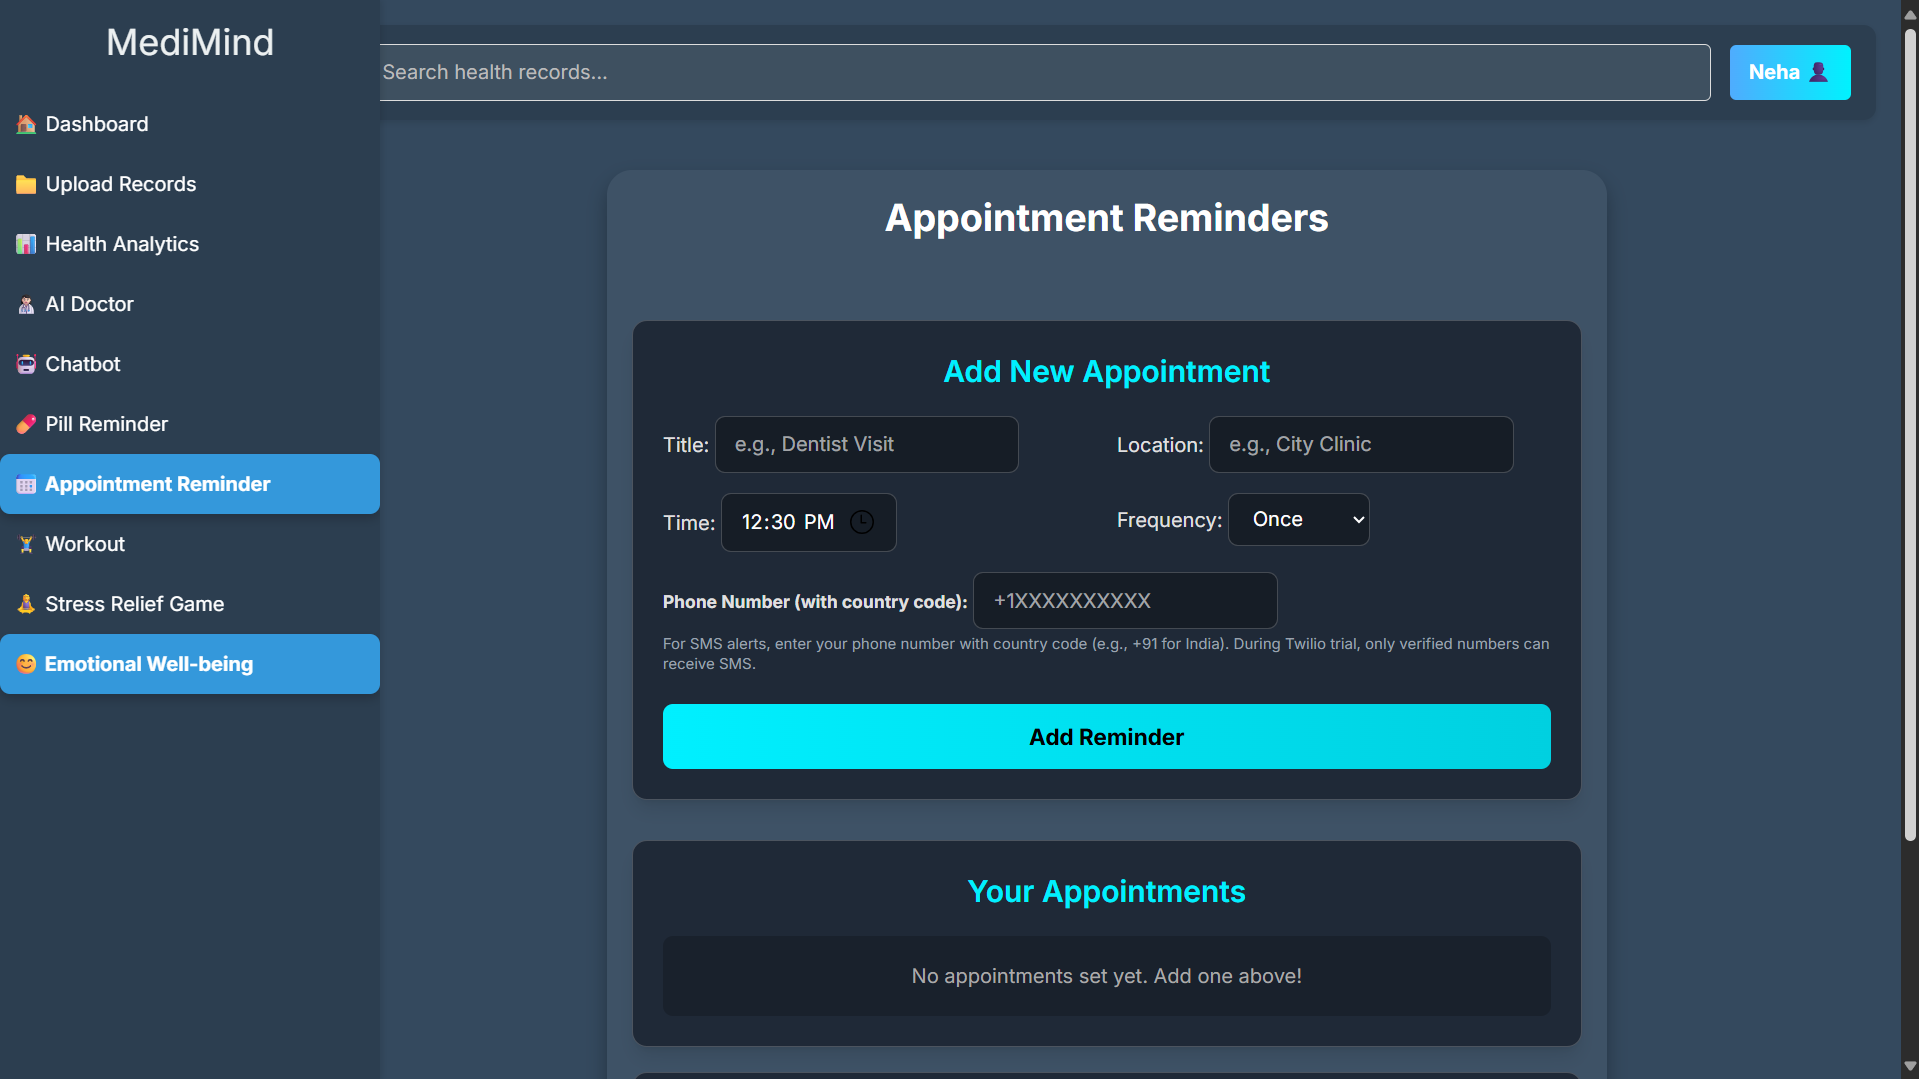 MediMind
Search health records...
Neha
Dashboard
Upload Records
Health Analytics
AI Doctor
Chatbot
Pill Reminder
Appointment Reminder
Workout
Stress Relief Game
Emotional Well-being
Appointment Reminders
Add New Appointment
Title: e.g., Dentist Visit
Location: e.g., City Clinic
Time: 12:30 PM
Frequency: Once
Phone Number (with country code): +1XXXXXXXXXX
For SMS alerts, enter your phone number with country code (e.g., +91 for India). During Twilio trial, only verified numbers can
receive SMS.
Add Reminder
Your Appointments
No appointments set yet. Add one above!